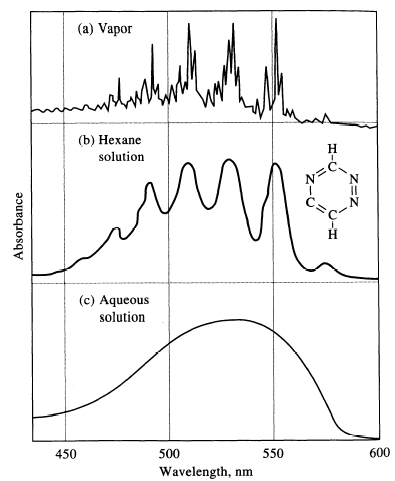 (a) Vapor
(b) Hexane
solution
H
C
N
N
C
N
C
H
(c) Aqueous
solution
Absorbance
450
500
550
600
Wavelength, nm